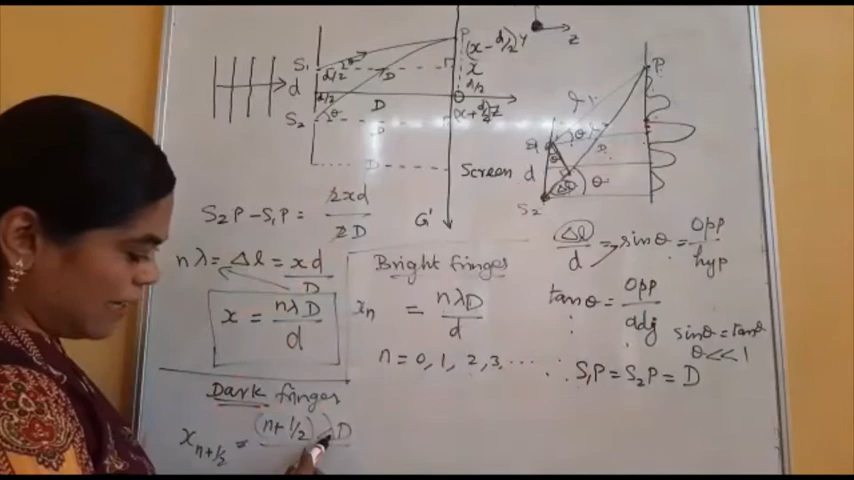 P
(x-d/2) Y
Z
S₁
θ
d/2
D
x
d
d/2
d/2
D
S₂
θ
D
(x+d/2) Z
D
Screen
G'
P
θ
θ
d
Δl
θ
S₂
S₂P-S₁P = 2xd/2D
nλ = Δl = xd/D
x = nλD/d
Bright fringes
xₙ = nλD/d
n = 0, 1, 2, 3, ....
Dark fringes
xₙ₊₁/₂ = (n+1/2) λD
Δl/d = sinθ = Opp/hyp
tanθ = Opp/adj
sinθ = tanθ
θ<<1
∴ S₁P = S₂P = D